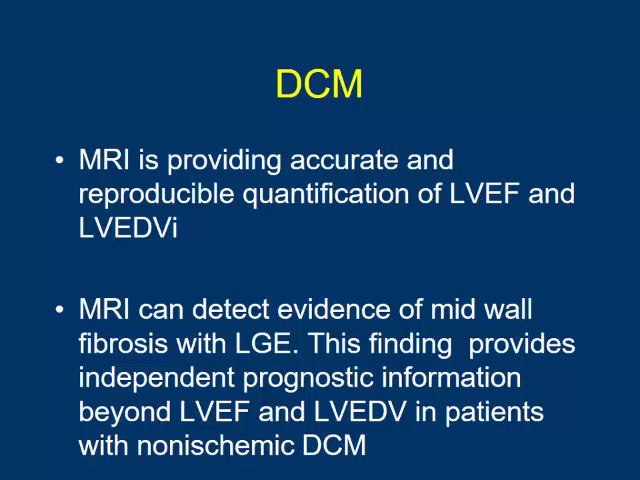 DCM
• MRI is providing accurate and
reproducible quantification of LVEF and
LVEDVi
• MRI can detect evidence of mid wall
fibrosis with LGE. This finding  provides
independent prognostic information
beyond LVEF and LVEDV in patients
with nonischemic DCM